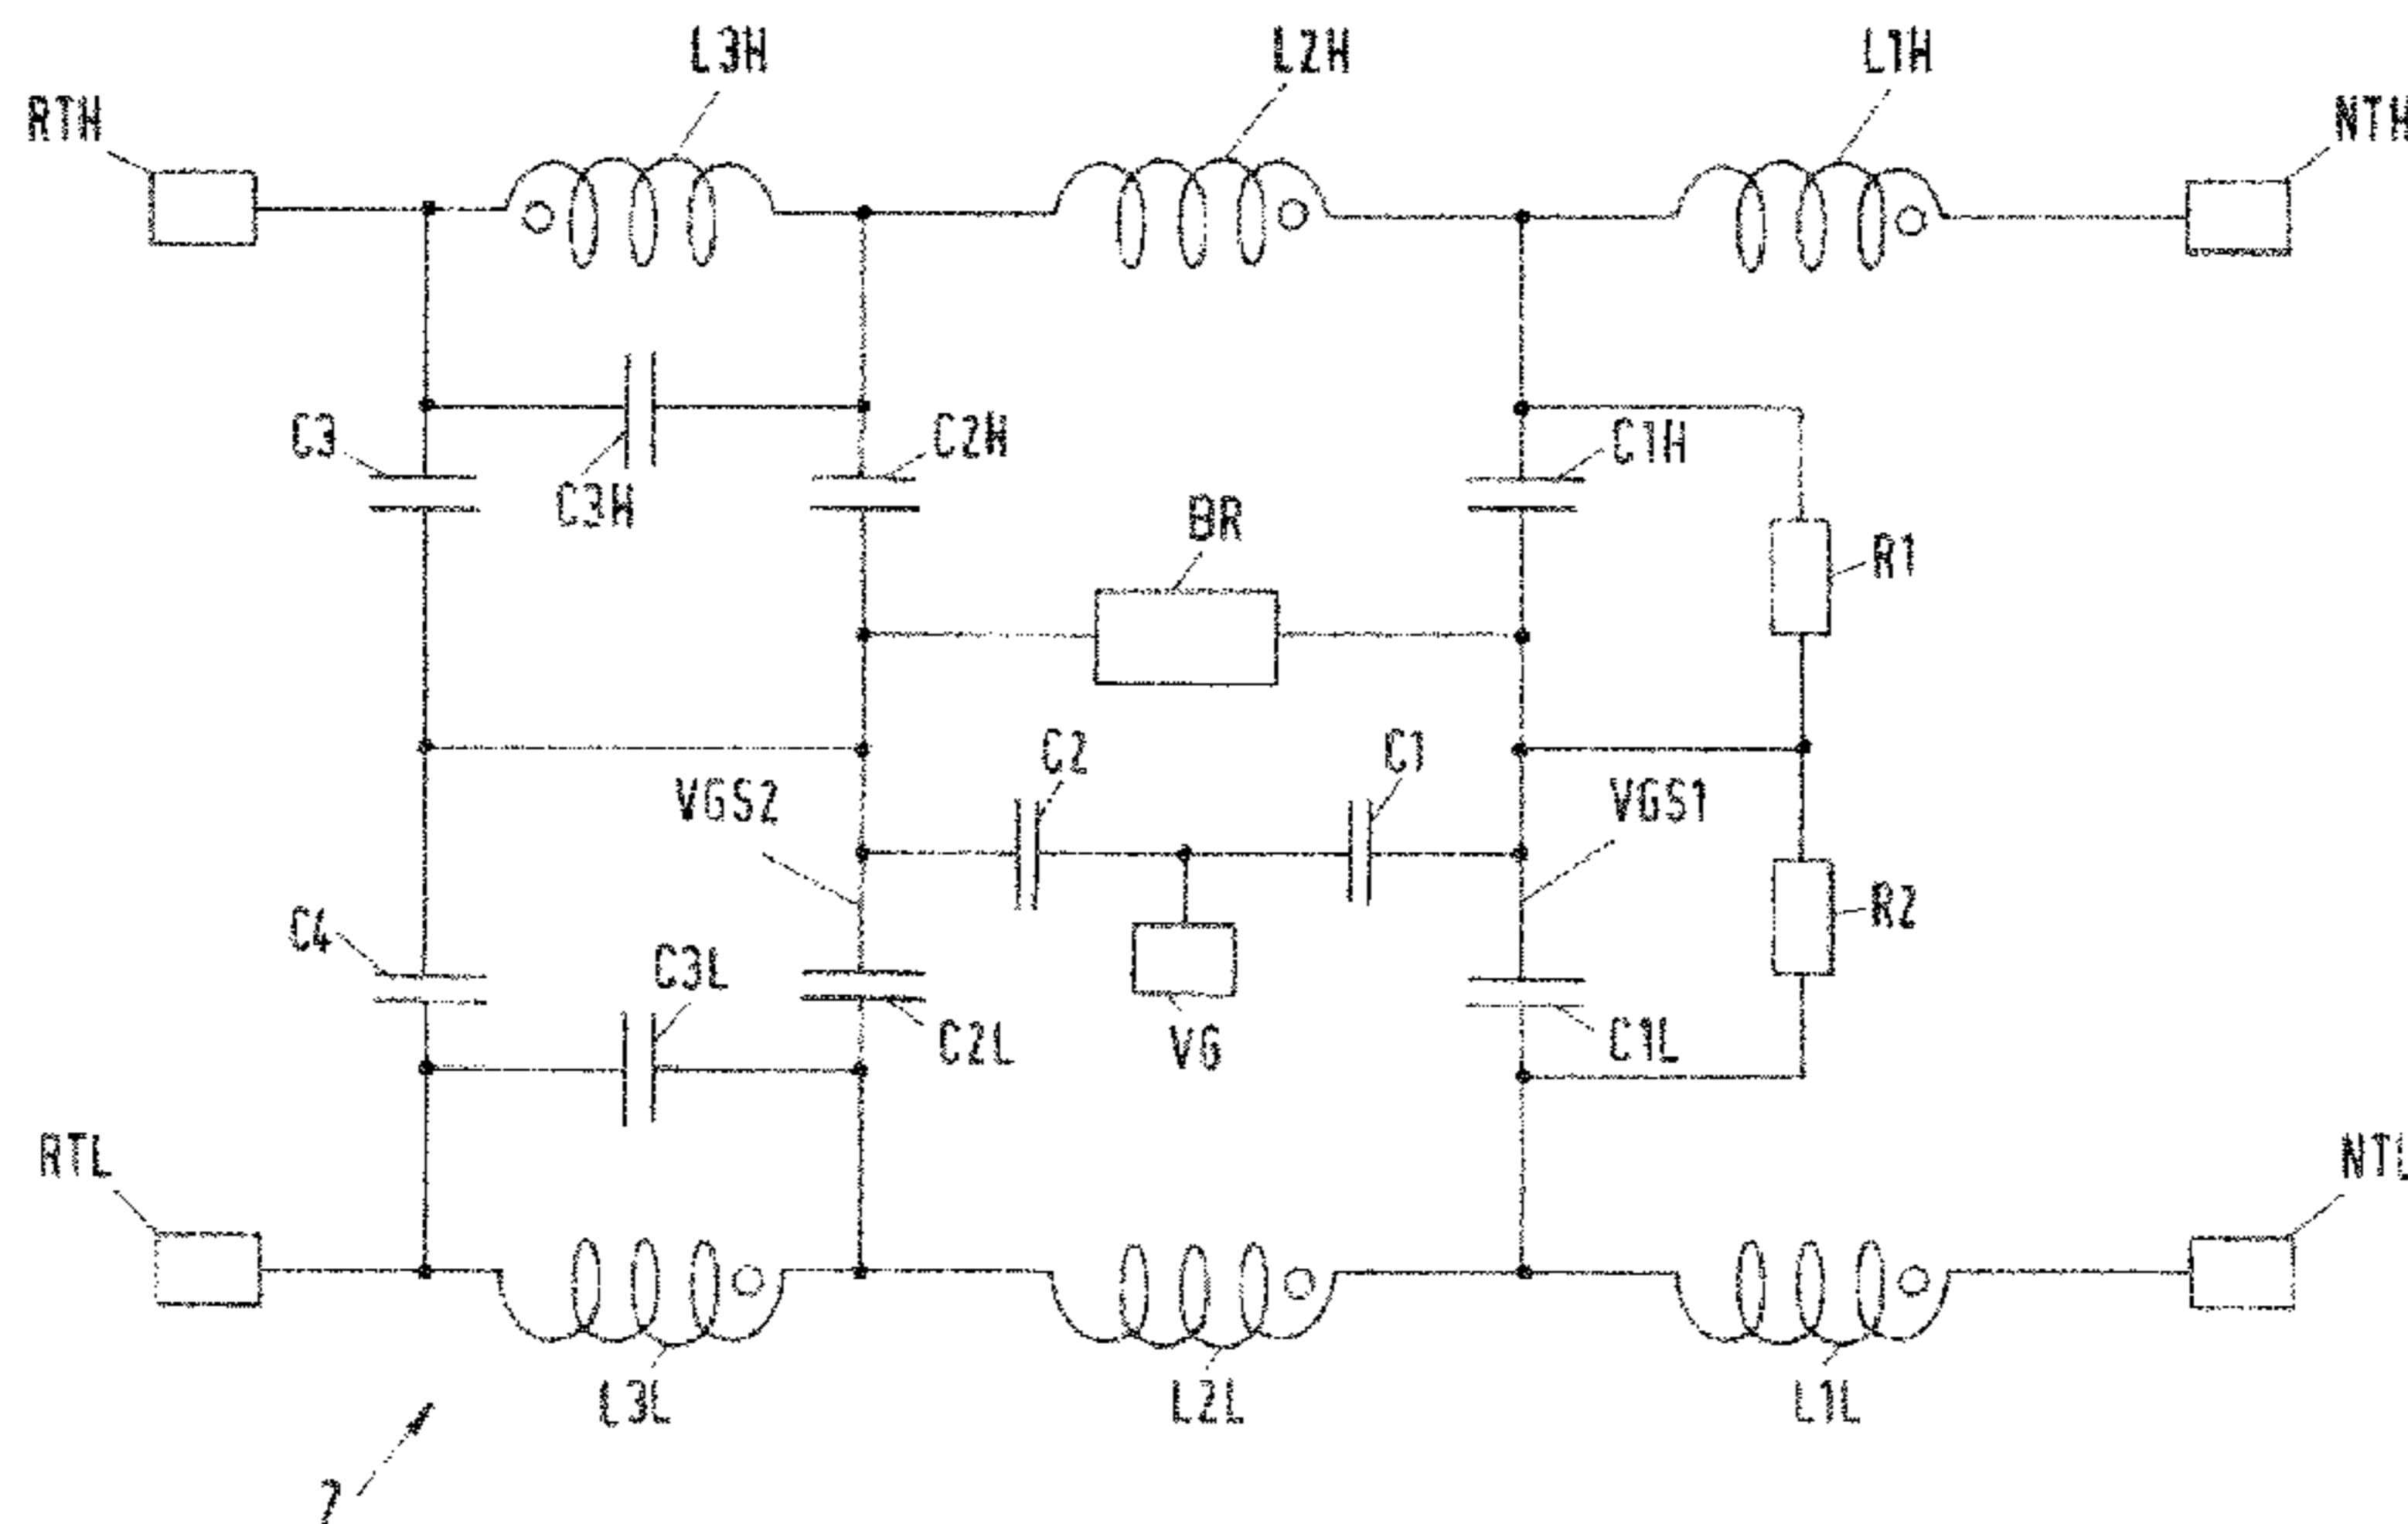 L3H
L2H
L1H
RTH
NTH
C3
C2H
C1H
C3H
BR
R1
C2
C1
VGS2
VGS1
R2
C4
C3L
C2L
VG
C1L
RTL
NTL
L3L
L2L
L1L